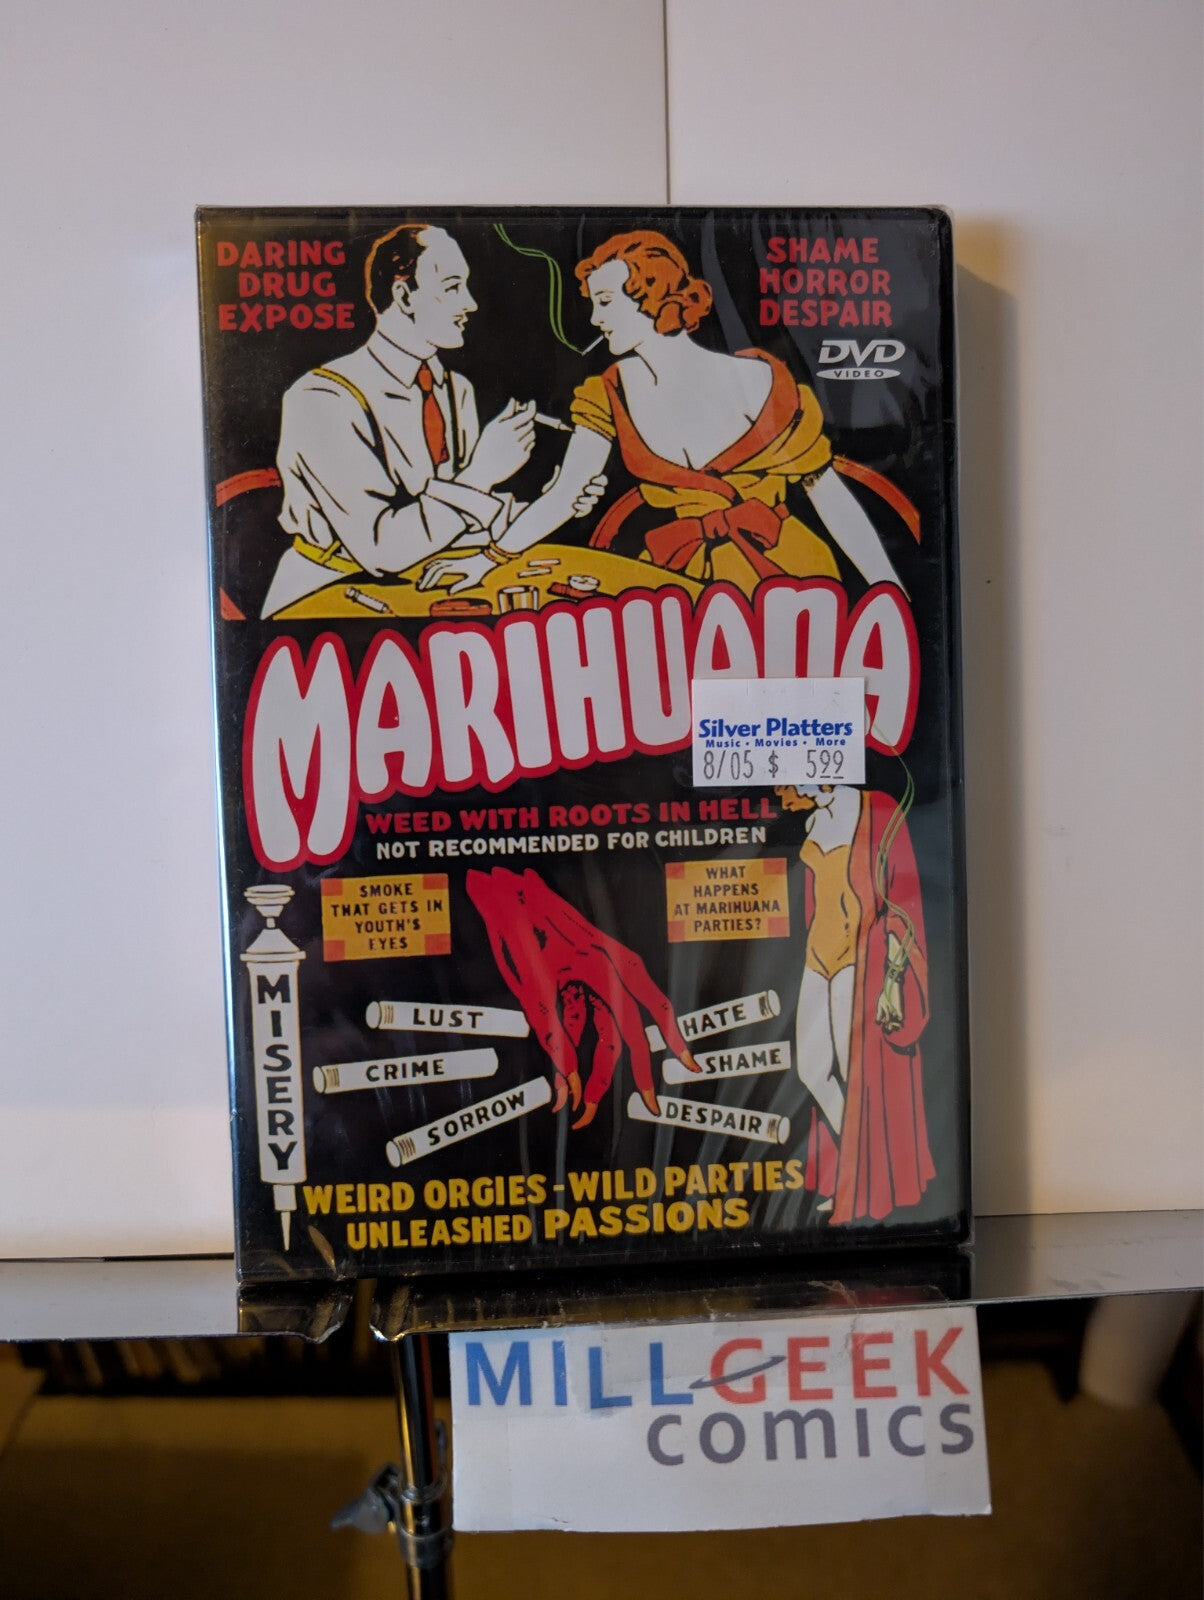 DARING
DRUG
EXPOSE
SHAME
HORROR
DESPAIR
DVD
VIDEO
MARIHUANA
Silver Platters
Music • Movies • More
8/05 $ 5.99
WEED WITH ROOTS IN HELL
NOT RECOMMENDED FOR CHILDREN
SMOKE
THAT GETS IN
YOUTH'S
EYES
WHAT
HAPPENS
AT MARIHUANA
PARTIES?
MISERY
LUST
CRIME
SORROW
HATE
SHAME
DESPAIR
WEIRD ORGIES - WILD PARTIES
UNLEASHED PASSIONS
MILL GEEK
comics